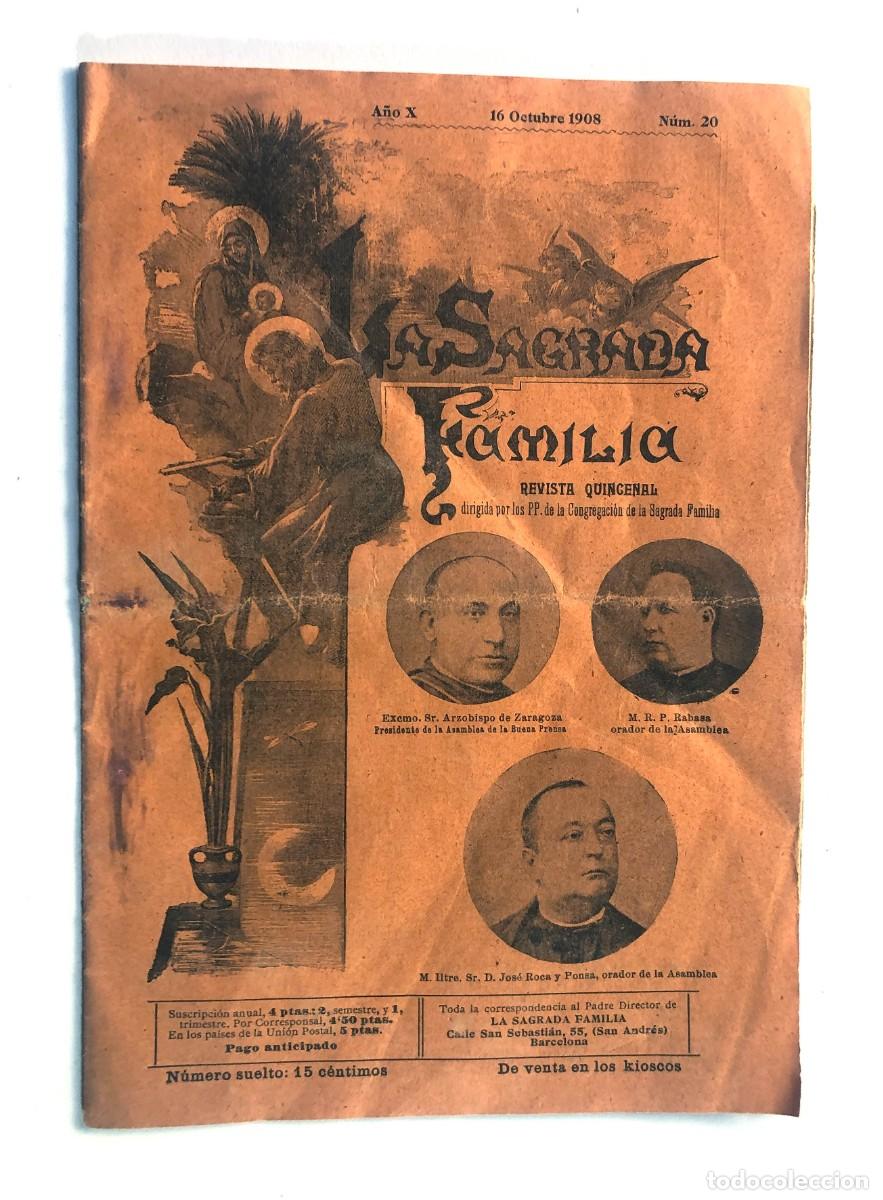 Año X 16 Octubre 1908 Núm. 20
La Sagrada
Familia
REVISTA QUINCENAL
dirigida por los PP. de la Congregación de la Sagrada Familia
Excmo. Sr. Arzobispo de Zaragoza
Presidente de la Asamblea de la Buena Prensa
M. R. P. Rabasa
orador de la Asamblea
M. Iltre. Sr. D. José Roca y Ponsa, orador de la Asamblea
Suscripción anual, 4 ptas.: 2, semestre, y 1,
trimestre. Por Corresponsal, 4'50 ptas.
En los países de la Unión Postal, 5 ptas.
Pago anticipado
Toda la correspondencia al Padre Director de
LA SAGRADA FAMILIA
Calle San Sebastián, 55, (San Andrés)
Barcelona
Número suelto: 15 céntimos
De venta en los kioscos
todocoleccion